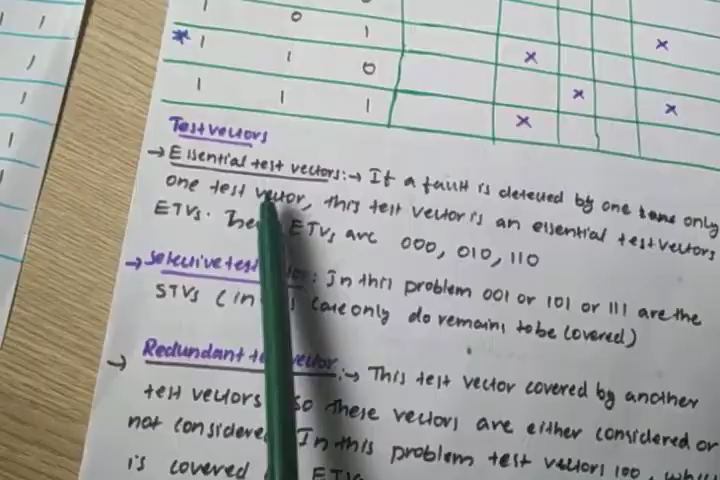 1 0 1
* 1 1 0 x x
1 1 1 x x x
Test vectors
→ Essential test vectors :→ If a fault is detected by one only
one test vector, this test vector is an essential test vectors
ETVs. ETVs are 000, 010, 110
→ Selective test : In this problem 001 or 101 or 111 are the
STVs (in case only do remains to be covered)
→ Redundant vector :→ This test vector covered by another
test vectors so these vectors are either considered or
not considered In this problem test vectors 100,
is covered ETVs